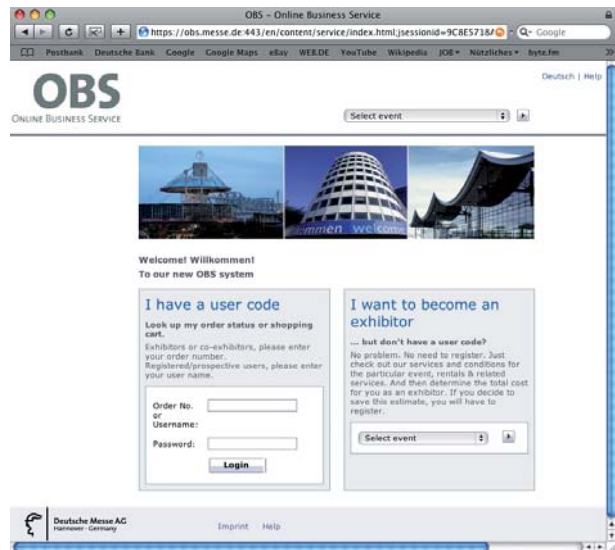 OBS - Online Business Service
https://obs.messe.de:443/en/content/service/index.html;jsessionid=9C8E5718/
Google
Postbank Deutsche Bank Google Google Maps eBay WEB.DE YouTube Wikipedia JOB Nützliches byte.fm
Deutsch | Help
OBS
ONLINE BUSINESS SERVICE
Select event
kommen welcome
Welcome! Willkommen!
To our new OBS system
I have a user code
Look up my order status or shopping
cart.
Exhibitors or co-exhibitors, please enter
your order number.
Registered/prospective users, please enter
your user name.
Order No.
or
Username:
Password:
Login
I want to become an
exhibitor
... but don't have a user code?
No problem. No need to register. Just
check out our services and conditions for
the particular event, rentals & related
services. And then determine the total cost
for you as an exhibitor. If you decide to
save this estimate, you will have to
register.
Select event
Deutsche Messe AG
Hannover · Germany
Imprint Help